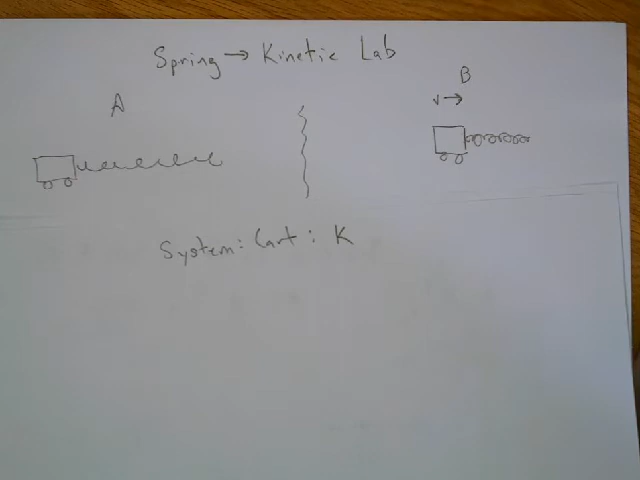 Spring → Kinetic Lab
A
B
v →
System: Cart: K